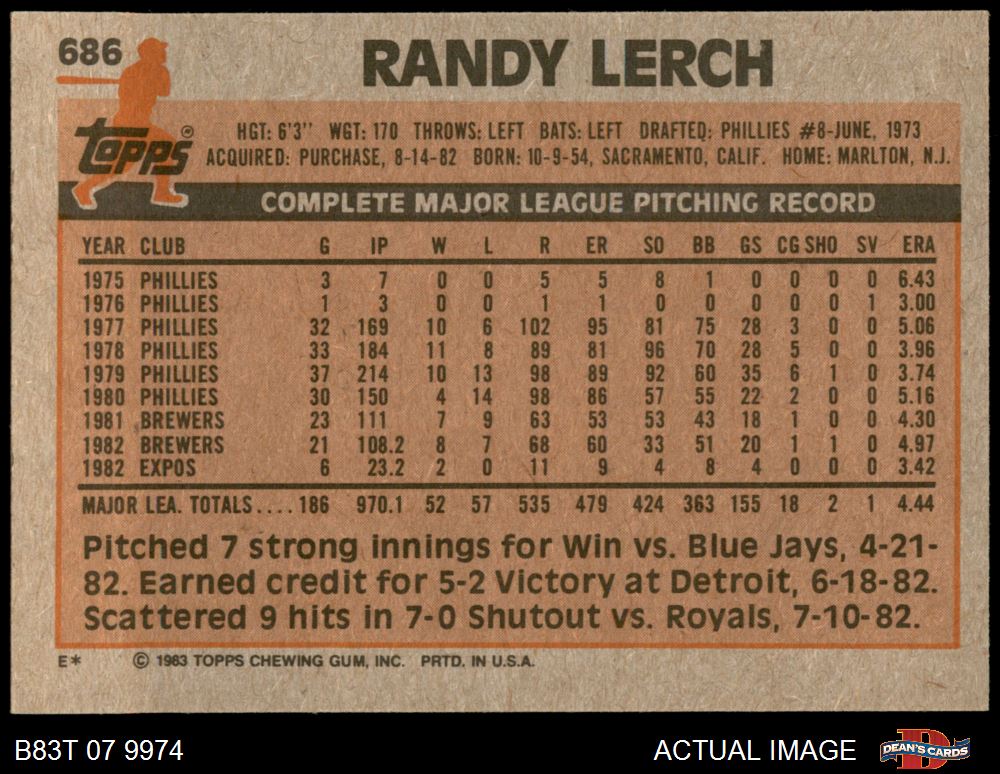 686
RANDY LERCH
Topps ®
HGT: 6'3" WGT: 170 THROWS: LEFT BATS: LEFT DRAFTED: PHILLIES #8-JUNE, 1973
ACQUIRED: PURCHASE, 8-14-82 BORN: 10-9-54, SACRAMENTO, CALIF. HOME: MARLTON, N.J.
COMPLETE MAJOR LEAGUE PITCHING RECORD
YEAR CLUB G IP W L R ER SO BB GS CG SHO SV ERA
1975 PHILLIES 3 7 0 0 5 5 8 1 0 0 0 0 6.43
1976 PHILLIES 1 3 0 0 1 1 0 0 0 0 0 1 3.00
1977 PHILLIES 32 169 10 6 102 95 81 75 28 3 0 0 5.06
1978 PHILLIES 33 184 11 8 89 81 96 70 28 5 0 0 3.96
1979 PHILLIES 37 214 10 13 98 89 92 60 35 6 1 0 3.74
1980 PHILLIES 30 150 4 14 98 86 57 55 22 2 0 0 5.16
1981 BREWERS 23 111 7 9 63 53 53 43 18 1 0 0 4.30
1982 BREWERS 21 108.2 8 7 68 60 33 51 20 1 1 0 4.97
1982 EXPOS 6 23.2 2 0 11 9 4 8 4 0 0 0 3.42
MAJOR LEA. TOTALS.... 186 970.1 52 57 535 479 424 363 155 18 2 1 4.44
Pitched 7 strong innings for Win vs. Blue Jays, 4-21-
82. Earned credit for 5-2 Victory at Detroit, 6-18-82.
Scattered 9 hits in 7-0 Shutout vs. Royals, 7-10-82.
E* © 1983 TOPPS CHEWING GUM, INC. PRTD. IN U.S.A.
B83T 07 9974 ACTUAL IMAGE DEAN'S CARDS